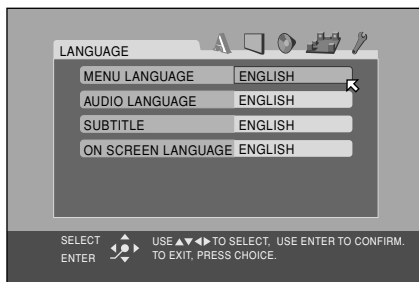 LANGUAGE
MENU LANGUAGE ENGLISH
AUDIO LANGUAGE ENGLISH
SUBTITLE ENGLISH
ON SCREEN LANGUAGE ENGLISH
SELECT
ENTER
USE ▲▼◀▶ TO SELECT, USE ENTER TO CONFIRM.
TO EXIT, PRESS CHOICE.